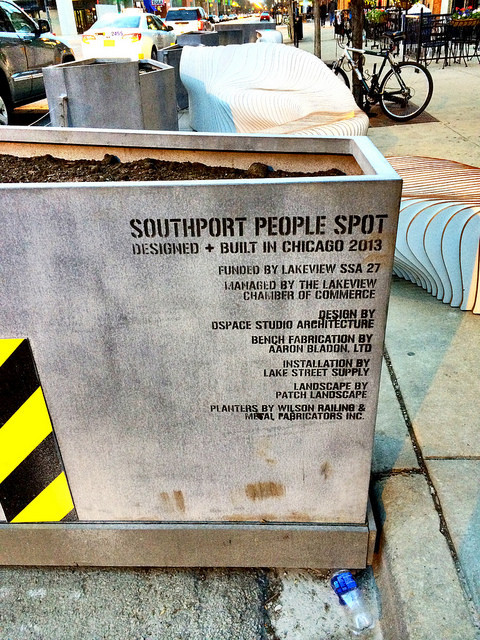 SOUTHPORT PEOPLE SPOT
DESIGNED + BUILT IN CHICAGO 2013
FUNDED BY LAKEVIEW SSA 27
MANAGED BY THE LAKEVIEW
CHAMBER OF COMMERCE
DESIGN BY
DSPACE STUDIO ARCHITECTURE
BENCH FABRICATION BY
AARON BLADON, LTD
INSTALLATION BY
LAKE STREET SUPPLY
LANDSCAPE BY
PATCH LANDSCAPE
PLANTERS BY WILSON RAILING &
METAL FABRICATORS INC.